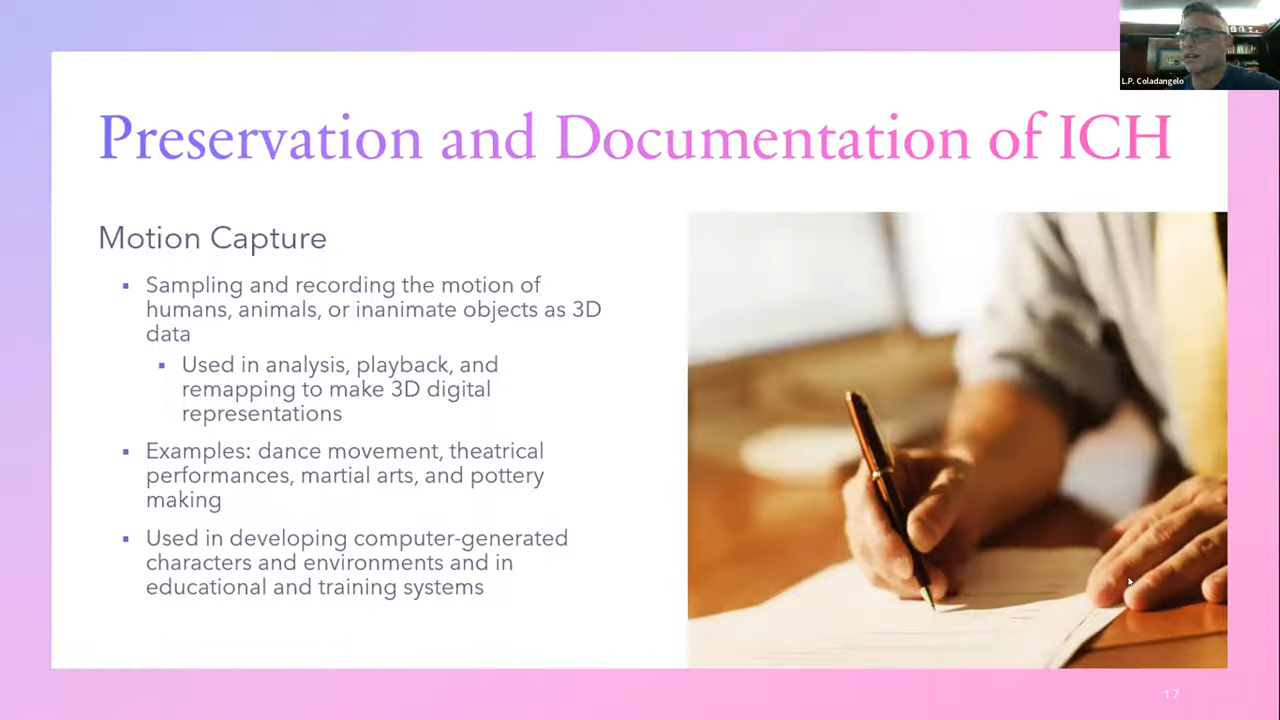 L.P. Coladangelo
Preservation and Documentation of ICH
Motion Capture
▪ Sampling and recording the motion of
humans, animals, or inanimate objects as 3D
data
▪ Used in analysis, playback, and
remapping to make 3D digital
representations
▪ Examples: dance movement, theatrical
performances, martial arts, and pottery
making
▪ Used in developing computer-generated
characters and environments and in
educational and training systems
17